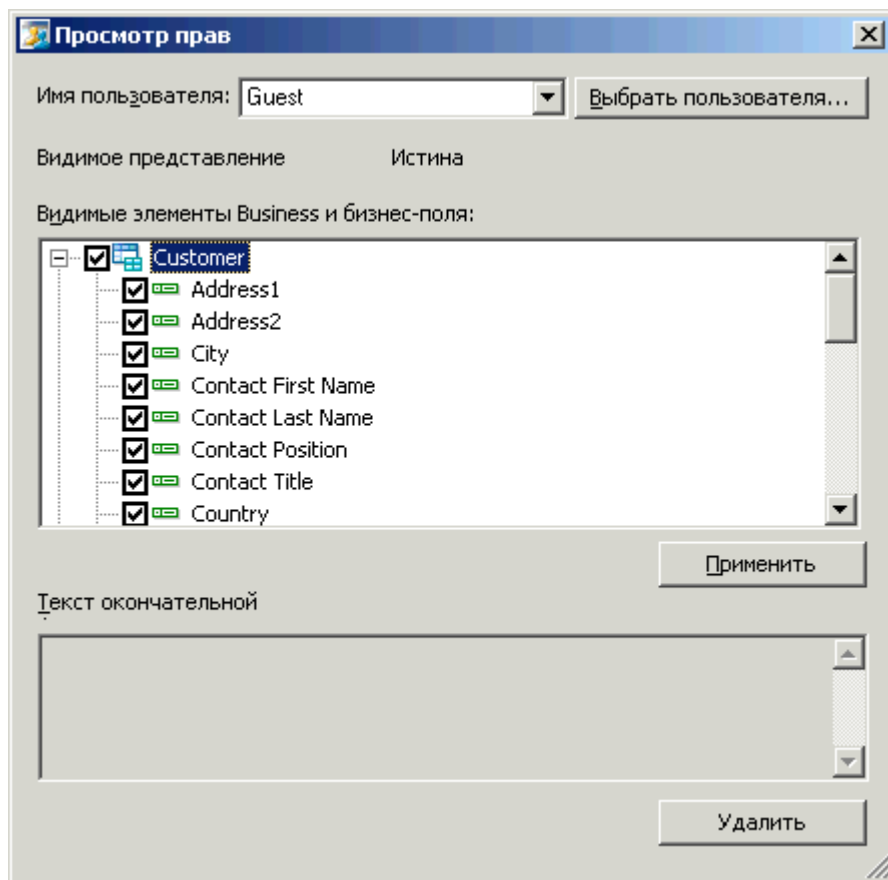 Просмотр прав
Имя пользователя: Guest Выбрать пользователя...
Видимое представление Истина
Видимые элементы Business и бизнес-поля:
Customer
Address1
Address2
City
Contact First Name
Contact Last Name
Contact Position
Contact Title
Country
Применить
Текст окончательной
Удалить